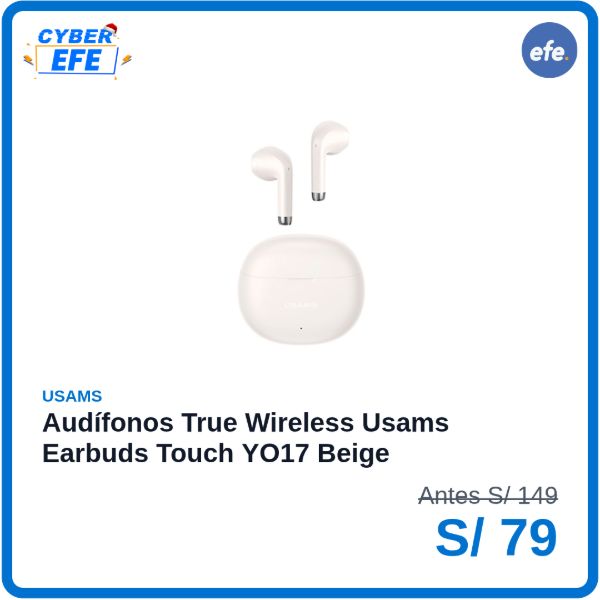 CYBER
EFE
efe.
USAMS
USAMS
Audífonos True Wireless Usams
Earbuds Touch YO17 Beige
Antes S/ 149
S/ 79